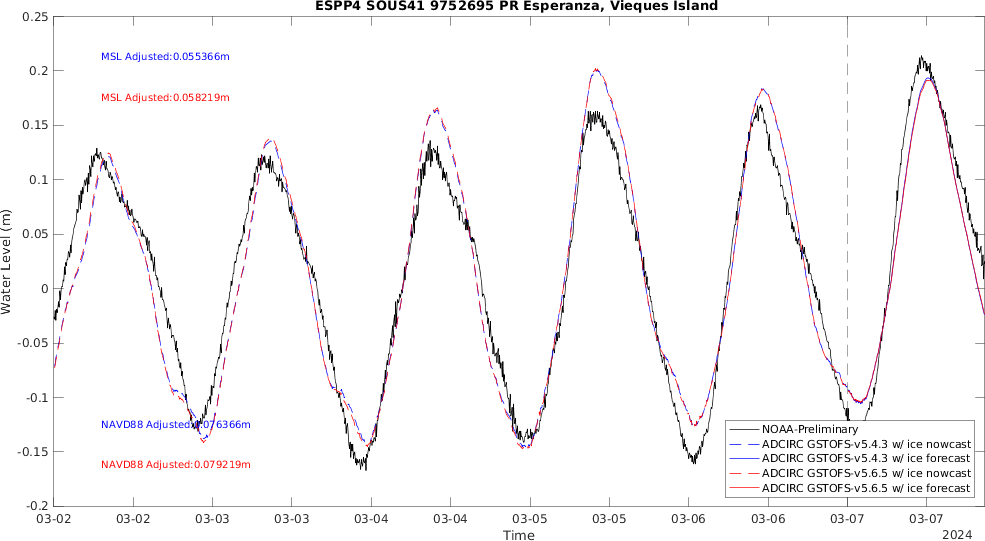 ESPP4 SOUS41 9752695 PR Esperanza, Vieques Island
0.25
0.2
0.15
0.1
0.05
0
-0.05
-0.1
-0.15
-0.2
Water Level (m)
MSL Adjusted:0.055366m
MSL Adjusted:0.058219m
NAVD88 Adjusted:0.076366m
NAVD88 Adjusted:0.079219m
NOAA-Preliminary
ADCIRC GSTOFS-v5.4.3 w/ ice nowcast
ADCIRC GSTOFS-v5.4.3 w/ ice forecast
ADCIRC GSTOFS-v5.6.5 w/ ice nowcast
ADCIRC GSTOFS-v5.6.5 w/ ice forecast
03-02 03-02 03-03 03-03 03-04 03-04 03-05 03-05 03-06 03-06 03-07 03-07
Time
2024